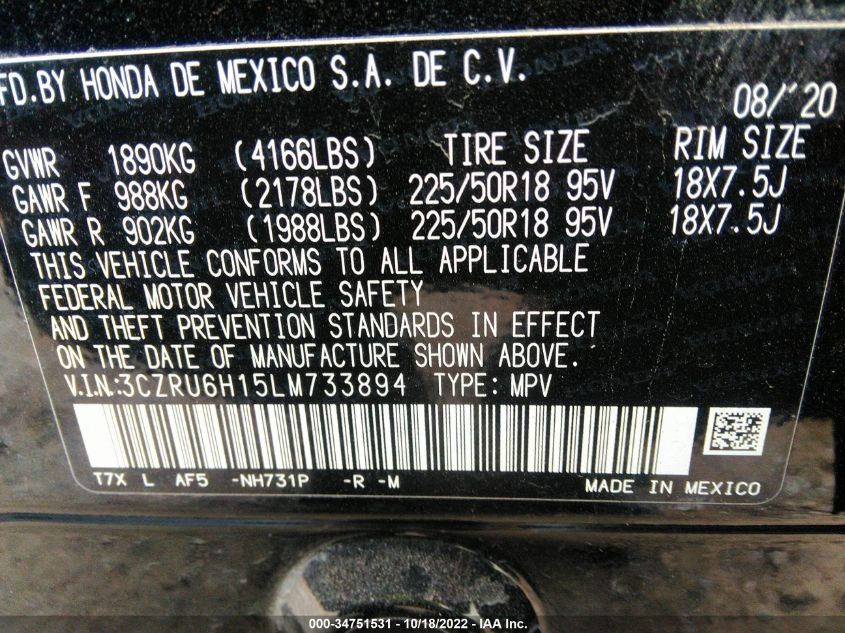 FD.BY HONDA DE MEXICO S.A. DE C.V.
08/'20
GVWR 1890KG (4166LBS) TIRE SIZE RIM SIZE
GAWR F 988KG (2178LBS) 225/50R18 95V 18X7.5J
GAWR R 902KG (1988LBS) 225/50R18 95V 18X7.5J
THIS VEHICLE CONFORMS TO ALL APPLICABLE
FEDERAL MOTOR VEHICLE SAFETY
AND THEFT PREVENTION STANDARDS IN EFFECT
ON THE DATE OF MANUFACTURE SHOWN ABOVE.
V.I.N.:3CZRU6H15LM733894 TYPE: MPV
T7X L AF5 -NH731P -R -M MADE IN MEXICO
000-34751531 - 10/18/2022 - IAA Inc.